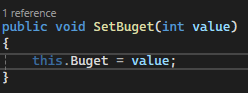 1 reference
public void SetBuget(int value)
{
this.Buget = value;
}